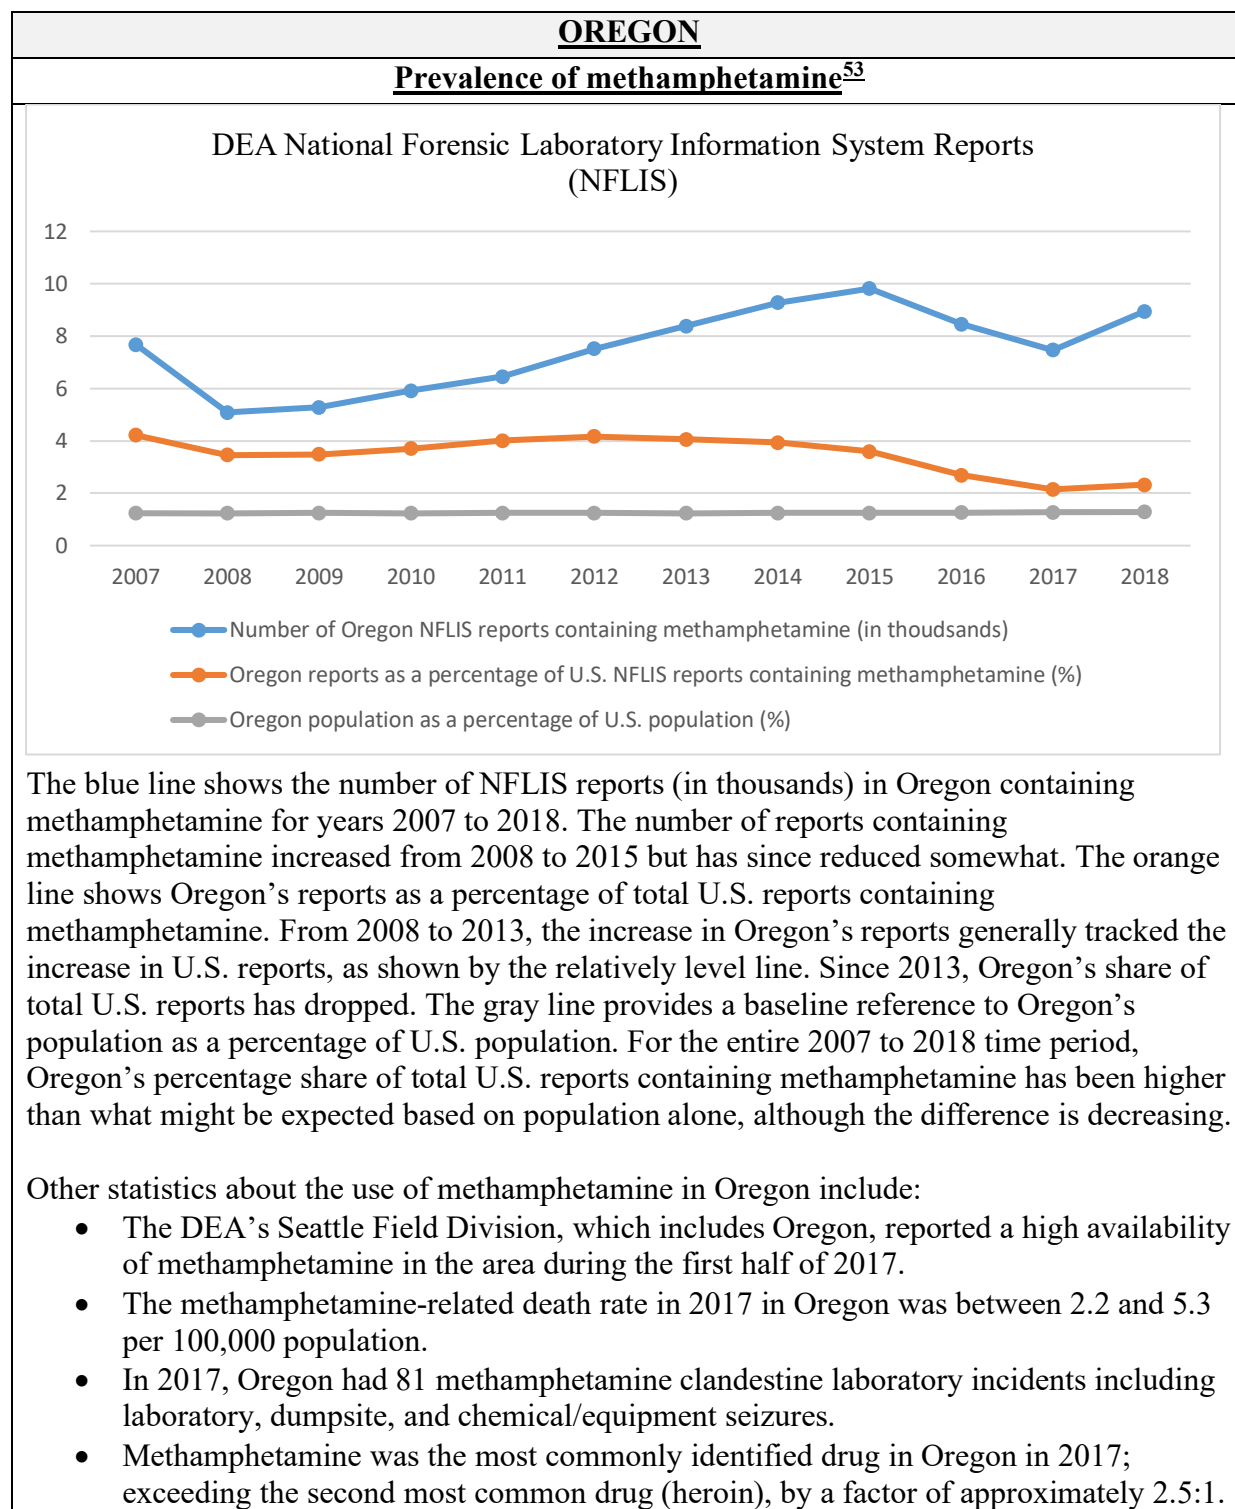 OREGON
Prevalence of methamphetamine53
DEA National Forensic Laboratory Information System Reports
(NFLIS)
12
10
8
6
4
2
0
2007 2008 2009 2010 2011 2012 2013 2014 2015 2016 2017 2018
Number of Oregon NFLIS reports containing methamphetamine (in thoudsands)
Oregon reports as a percentage of U.S. NFLIS reports containing methamphetamine (%)
Oregon population as a percentage of U.S. population (%)
The blue line shows the number of NFLIS reports (in thousands) in Oregon containing
methamphetamine for years 2007 to 2018. The number of reports containing
methamphetamine increased from 2008 to 2015 but has since reduced somewhat. The orange
line shows Oregon’s reports as a percentage of total U.S. reports containing
methamphetamine. From 2008 to 2013, the increase in Oregon’s reports generally tracked the
increase in U.S. reports, as shown by the relatively level line. Since 2013, Oregon’s share of
total U.S. reports has dropped. The gray line provides a baseline reference to Oregon’s
population as a percentage of U.S. population. For the entire 2007 to 2018 time period,
Oregon’s percentage share of total U.S. reports containing methamphetamine has been higher
than what might be expected based on population alone, although the difference is decreasing.
Other statistics about the use of methamphetamine in Oregon include:
• The DEA’s Seattle Field Division, which includes Oregon, reported a high availability
of methamphetamine in the area during the first half of 2017.
• The methamphetamine-related death rate in 2017 in Oregon was between 2.2 and 5.3
per 100,000 population.
• In 2017, Oregon had 81 methamphetamine clandestine laboratory incidents including
laboratory, dumpsite, and chemical/equipment seizures.
• Methamphetamine was the most commonly identified drug in Oregon in 2017;
exceeding the second most common drug (heroin), by a factor of approximately 2.5:1.